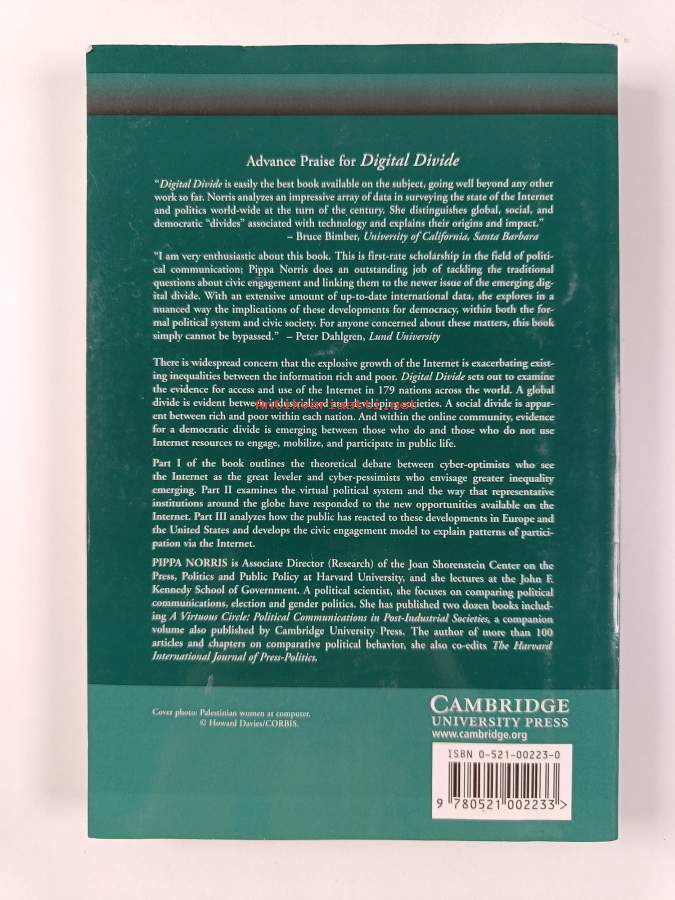 Advance Praise for Digital Divide
“Digital Divide is easily the best book available on the subject, going well beyond any other
work so far. Norris analyzes an impressive array of data in surveying the state of the Internet
and politics world-wide at the turn of the century. She distinguishes global, social, and
democratic “divides” associated with technology and explains their origins and impact.”
– Bruce Bimber, University of California, Santa Barbara
“I am very enthusiastic about this book. This is first-rate scholarship in the field of politi-
cal communication; Pippa Norris does an outstanding job of tackling the traditional
questions about civic engagement and linking them to the newer issue of the emerging dig-
ital divide. With an extensive amount of up-to-date international data, she explores in a
nuanced way the implications of these developments for democracy, within both the for-
mal political system and civic society. For anyone concerned about these matters, this book
simply cannot be bypassed.” – Peter Dahlgren, Lund University
There is widespread concern that the explosive growth of the Internet is exacerbating exist-
ing inequalities between the information rich and poor. Digital Divide sets out to examine
the evidence for access and use of the Internet in 179 nations across the world. A global
divide is evident between industrialized and developing societies. A social divide is appar-
ent between rich and poor within each nation. And within the online community, evidence
for a democratic divide is emerging between those who do and those who do not use
Internet resources to engage, mobilize, and participate in public life.
Part I of the book outlines the theoretical debate between cyber-optimists who see
the Internet as the great leveler and cyber-pessimists who envisage greater inequality
emerging. Part II examines the virtual political system and the way that representative
institutions around the globe have responded to the new opportunities available on the
Internet. Part III analyzes how the public has reacted to these developments in Europe and
the United States and develops the civic engagement model to explain patterns of partici-
pation via the Internet.
PIPPA NORRIS is Associate Director (Research) of the Joan Shorenstein Center on the
Press, Politics and Public Policy at Harvard University, and she lectures at the John F.
Kennedy School of Government. A political scientist, she focuses on comparing political
communications, election and gender politics. She has published two dozen books includ-
ing A Virtuous Circle: Political Communications in Post-Industrial Societies, a companion
volume also published by Cambridge University Press. The author of more than 100
articles and chapters on comparative political behavior, she also co-edits The Harvard
International Journal of Press-Politics.
Cover photo: Palestinian women at computer.
© Howard Davies/CORBIS.
CAMBRIDGE
UNIVERSITY PRESS
www.cambridge.org
ISBN 0-521-00223-0
9 780521 002233 >